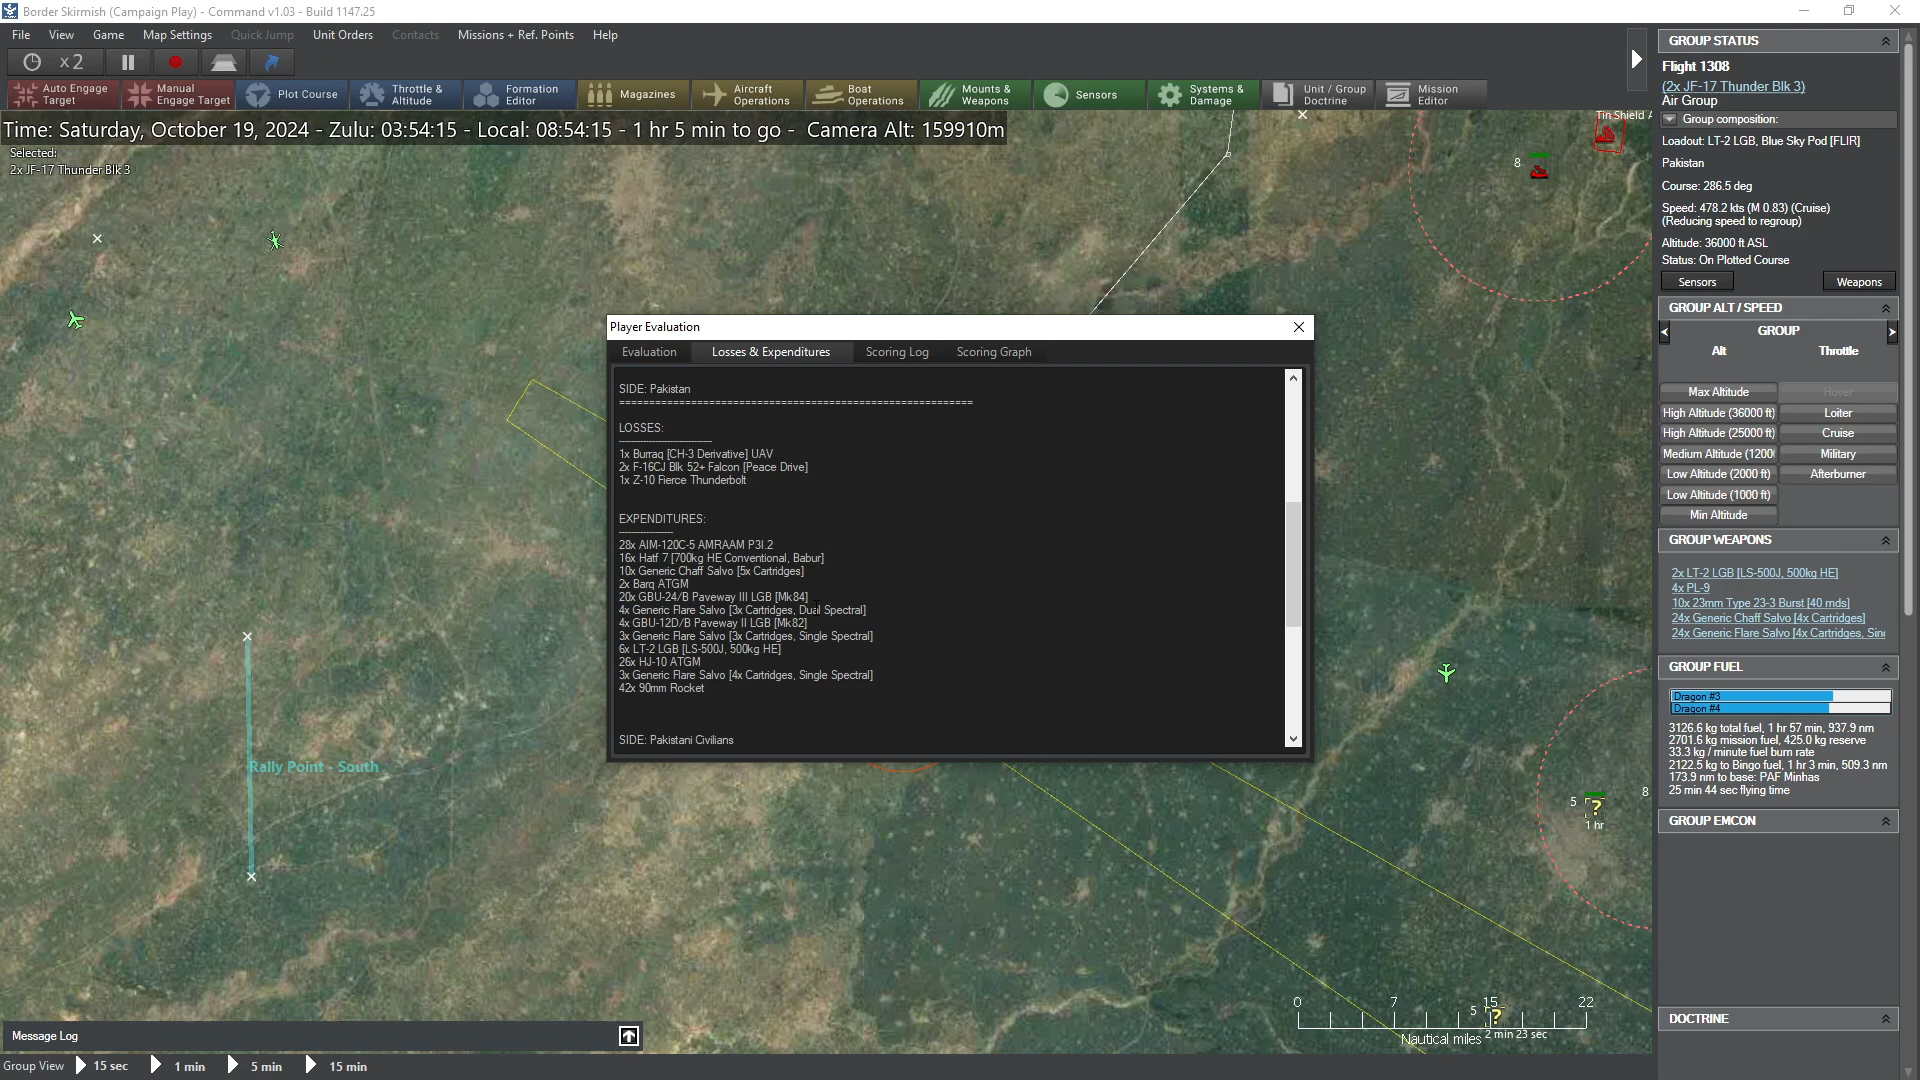 Border Skirmish (Campaign Play) - Command v1.03 - Build 1147.25
File View Game Map Settings Quick Jump Unit Orders Contacts Missions + Ref. Points Help
x 2
Auto Engage Target
Manual Engage Target
Plot Course
Throttle & Altitude
Formation Editor
Magazines
Aircraft Operations
Boat Operations
Mounts & Weapons
Sensors
Systems & Damage
Unit / Group Doctrine
Mission Editor
Time: Saturday, October 19, 2024 - Zulu: 03:54:15 - Local: 08:54:15 - 1 hr 5 min to go - Camera Alt: 159910m
Selected:
2x JF-17 Thunder Blk 3
Tin Shield A
8
Rally Point - South
Player Evaluation
Evaluation Losses & Expenditures Scoring Log Scoring Graph
SIDE: Pakistan
===========================================================
LOSSES:
-------------------------------
1x Burraq [CH-3 Derivative] UAV
2x F-16CJ Blk 52+ Falcon [Peace Drive]
1x Z-10 Fierce Thunderbolt
EXPENDITURES:
------------------
28x AIM-120C-5 AMRAAM P3I.2
16x Hatf 7 [700kg HE Conventional, Babur]
10x Generic Chaff Salvo [5x Cartridges]
2x Barq ATGM
20x GBU-24/B Paveway III LGB [Mk84]
4x Generic Flare Salvo [3x Cartridges, Dual Spectral]
4x GBU-12D/B Paveway II LGB [Mk82]
3x Generic Flare Salvo [3x Cartridges, Single Spectral]
6x LT-2 LGB [LS-500J, 500kg HE]
26x HJ-10 ATGM
3x Generic Flare Salvo [4x Cartridges, Single Spectral]
42x 90mm Rocket
SIDE: Pakistani Civilians
5 ?
1 hr
8
0 7 15 22
5 ?
Nautical miles 2 min 23 sec
Message Log
Group View 15 sec 1 min 5 min 15 min
GROUP STATUS
Flight 1308
(2x JF-17 Thunder Blk 3)
Air Group
Group composition:
Loadout: LT-2 LGB, Blue Sky Pod [FLIR]
Pakistan
Course: 286.5 deg
Speed: 478.2 kts (M 0.83) (Cruise)
(Reducing speed to regroup)
Altitude: 36000 ft ASL
Status: On Plotted Course
Sensors Weapons
GROUP ALT / SPEED
GROUP
Alt Throttle
Max Altitude Hover
High Altitude (36000 ft) Loiter
High Altitude (25000 ft) Cruise
Medium Altitude (1200 Military
Low Altitude (2000 ft) Afterburner
Low Altitude (1000 ft)
Min Altitude
GROUP WEAPONS
2x LT-2 LGB [LS-500J, 500kg HE]
4x PL-9
10x 23mm Type 23-3 Burst [40 rnds]
24x Generic Chaff Salvo [4x Cartridges]
24x Generic Flare Salvo [4x Cartridges, Sin
GROUP FUEL
Dragon #3
Dragon #4
3126.6 kg total fuel, 1 hr 57 min, 937.9 nm
2701.6 kg mission fuel, 425.0 kg reserve
33.3 kg / minute fuel burn rate
2122.5 kg to Bingo fuel, 1 hr 3 min, 509.3 nm
173.9 nm to base: PAF Minhas
25 min 44 sec flying time
GROUP EMCON
DOCTRINE